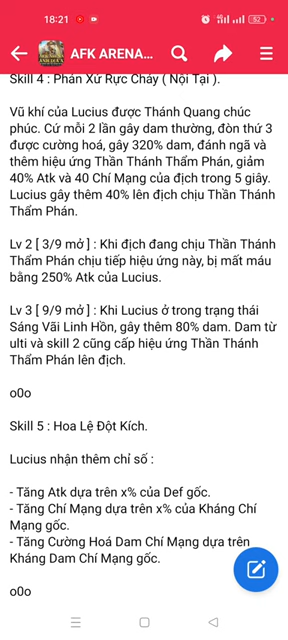 18:21
52
AFK ARENA...
Skill 4 : Phán Xử Rực Cháy ( Nội Tại ).
Vũ khí của Lucius được Thánh Quang chúc
phúc. Cứ mỗi 2 lần gây dam thường, đòn thứ 3
được cường hoá, gây 320% dam, đánh ngã và
thêm hiệu ứng Thần Thánh Thẩm Phán, giảm
40% Atk và 40 Chí Mạng của địch trong 5 giây.
Lucius gây thêm 40% lên địch chịu Thần Thánh
Thẩm Phán.
Lv 2 [ 3/9 mở ] : Khi địch đang chịu Thần Thánh
Thẩm Phán chịu tiếp hiệu ứng này, bị mất máu
bằng 250% Atk của Lucius.
Lv 3 [ 9/9 mở ] : Khi Lucius ở trong trạng thái
Sáng Vãi Linh Hồn, gây thêm 80% dam. Dam từ
ulti và skill 2 cũng cấp hiệu ứng Thần Thánh
Thẩm Phán lên địch.
o0o
Skill 5 : Hoa Lệ Đột Kích.
Lucius nhận thêm chỉ số :
- Tăng Atk dựa trên x% của Def gốc.
- Tăng Chí Mạng dựa trên x% của Kháng Chí
Mạng gốc.
- Tăng Cường Hoá Dam Chí Mạng dựa trên
Kháng Dam Chí Mạng gốc.
o0o